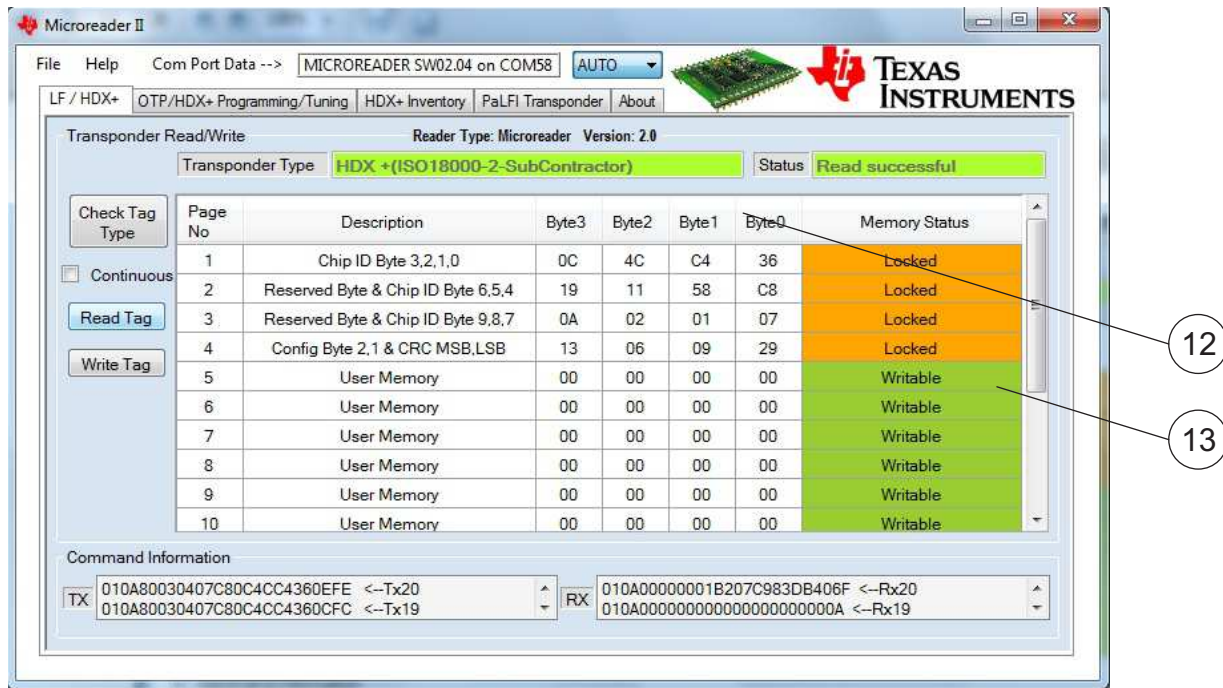 Microreader II
File Help Com Port Data --> MICROREADER SW02.04 on COM58 AUTO
TEXAS INSTRUMENTS
LF / HDX+ OTP/HDX+ Programming/Tuning HDX+ Inventory PaLFI Transponder About
Transponder Read/Write Reader Type: Microreader Version: 2.0
Transponder Type HDX +(ISO18000-2-SubContractor) Status Read successful
Check Tag Type
Continuous
Read Tag
Write Tag
Page No Description Byte3 Byte2 Byte1 Byte0 Memory Status
1 Chip ID Byte 3,2,1,0 0C 4C C4 36 Locked
2 Reserved Byte & Chip ID Byte 6,5,4 19 11 58 C8 Locked
3 Reserved Byte & Chip ID Byte 9,8,7 0A 02 01 07 Locked
4 Config Byte 2,1 & CRC MSB,LSB 13 06 09 29 Locked
5 User Memory 00 00 00 00 Writable
6 User Memory 00 00 00 00 Writable
7 User Memory 00 00 00 00 Writable
8 User Memory 00 00 00 00 Writable
9 User Memory 00 00 00 00 Writable
10 User Memory 00 00 00 00 Writable
12
13
Command Information
TX 010A80030407C80C4CC4360EFE <--Tx20
010A80030407C80C4CC4360CFC <--Tx19
RX 010A00000001B207C983DB406F <--Rx20
010A00000000000000000000000A <--Rx19